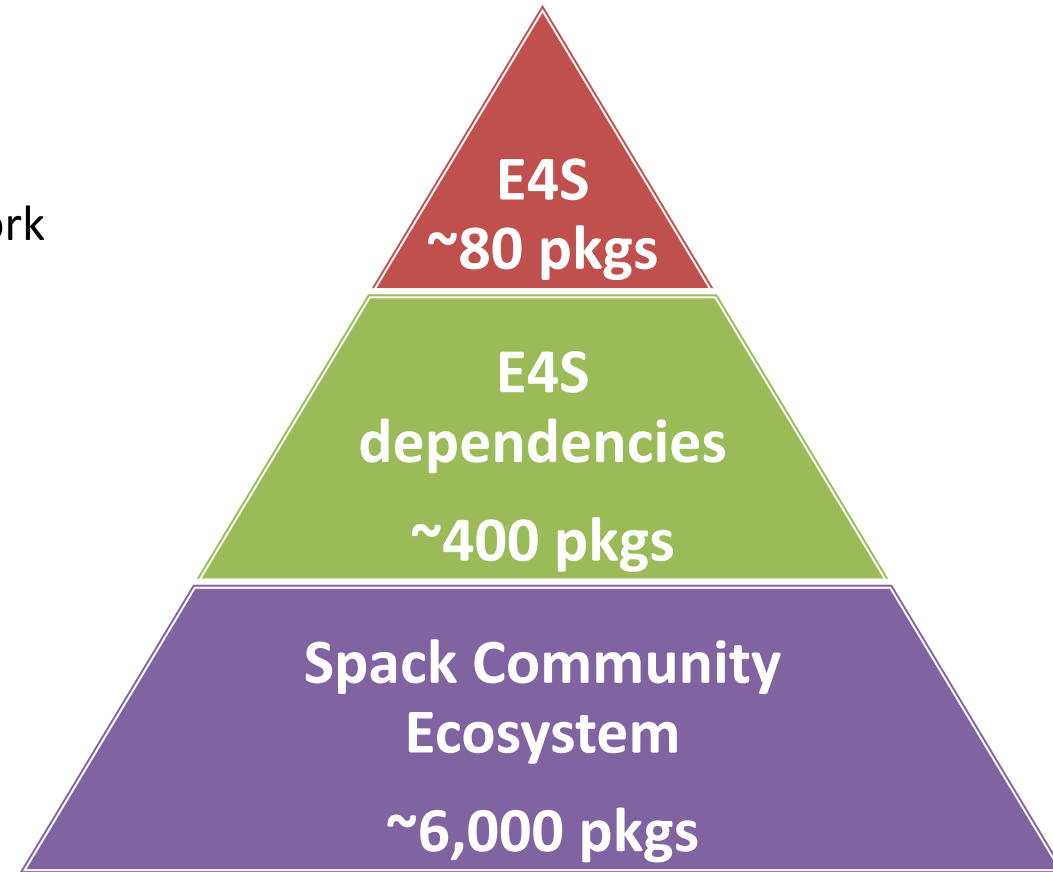 E4S
~80 pkgs
E4S
dependencies
~400 pkgs
Spack Community
Ecosystem
~6,000 pkgs